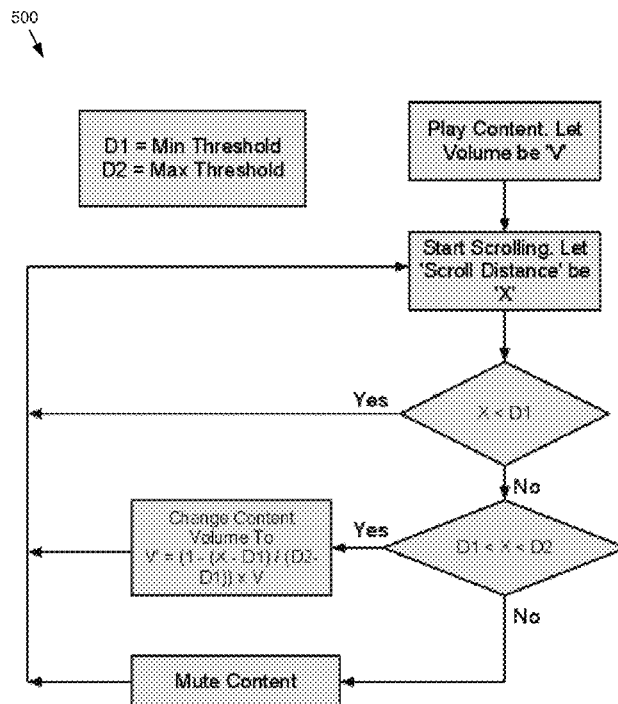 500
D1 = Min Threshold
D2 = Max Threshold
Play Content. Let
Volume be 'V'
Start Scrolling. Let
'Scroll Distance' be
'X'
Yes
X < D1
No
Change Content
Volume To
V' = (1 - (X - D1) / (D2-
D1)) x V
Yes
D1 < X < D2
No
Mute Content